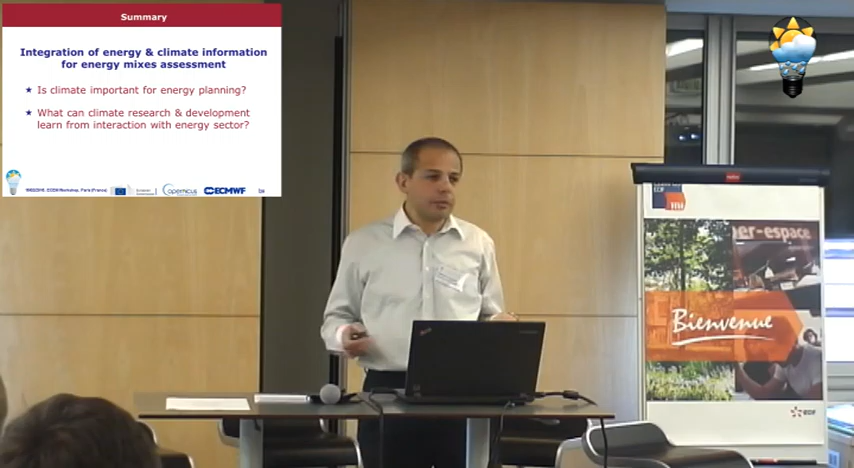 Summary
Integration of energy & climate information
for energy mixes assessment
★ Is climate important for energy planning?
★ What can climate research & development
learn from interaction with energy sector?
ECMWF
er-espace
Bienvenue
EDF